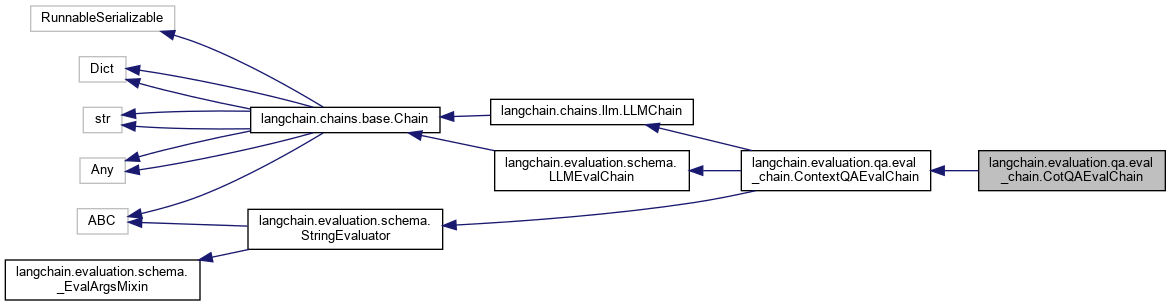 RunnableSerializable
Dict
str
Any
ABC
langchain.evaluation.schema.
_EvalArgsMixin
langchain.chains.base.Chain
langchain.evaluation.schema.
StringEvaluator
langchain.chains.llm.LLMChain
langchain.evaluation.schema.
LLMEvalChain
langchain.evaluation.qa.eval
_chain.ContextQAEvalChain
langchain.evaluation.qa.eval
_chain.CotQAEvalChain